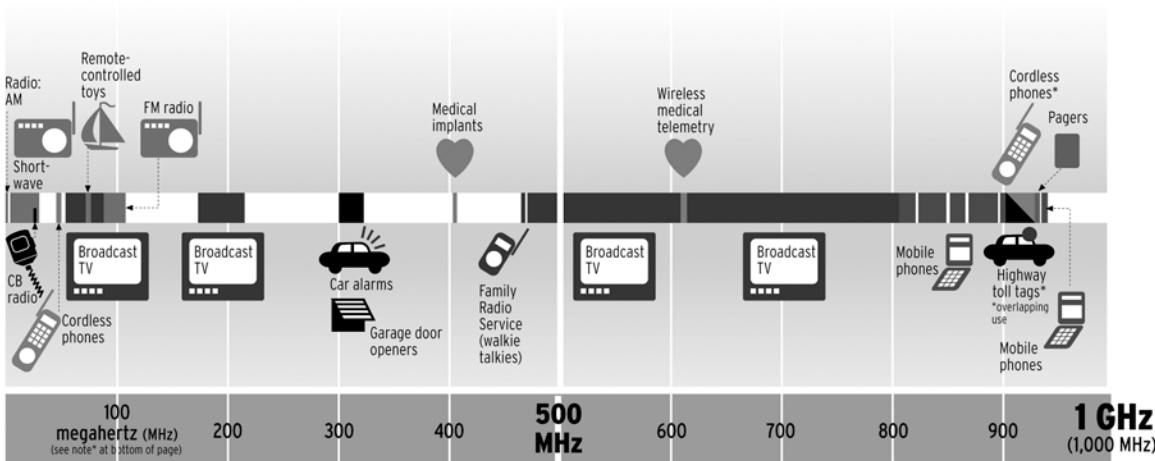 Radio:
AM
Short-
wave
Remote-
controlled
toys
FM radio
Medical
implants
Wireless
medical
telemetry
Cordless
phones*
Pagers
CB
radio
Cordless
phones
Broadcast
TV
Broadcast
TV
Car alarms
Garage door
openers
Family
Radio
Service
(walkie
talkies)
Broadcast
TV
Broadcast
TV
Mobile
phones
Highway
toll tags*
*overlapping
use
Mobile
phones
100
megahertz (MHz)
(see note* at bottom of page)
200
300
400
500
MHz
600
700
800
900
1 GHz
(1,000 MHz)